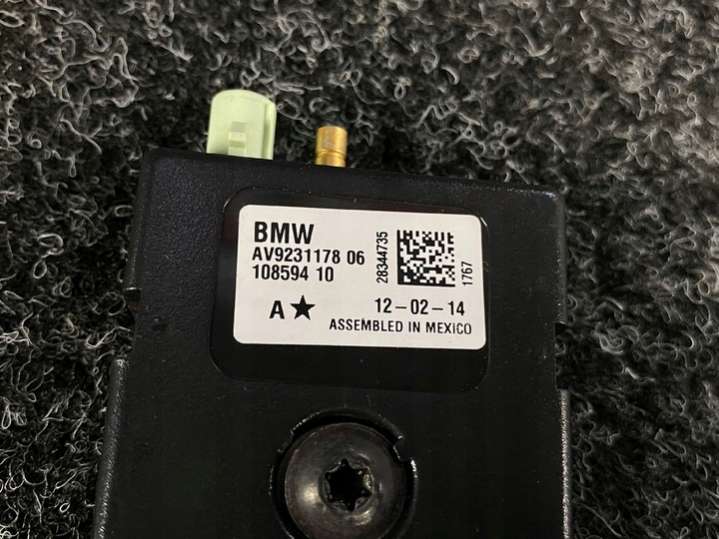 BMW
AV9231178 06
108594 10
A★
28344735
1767
12-02-14
ASSEMBLED IN MEXICO